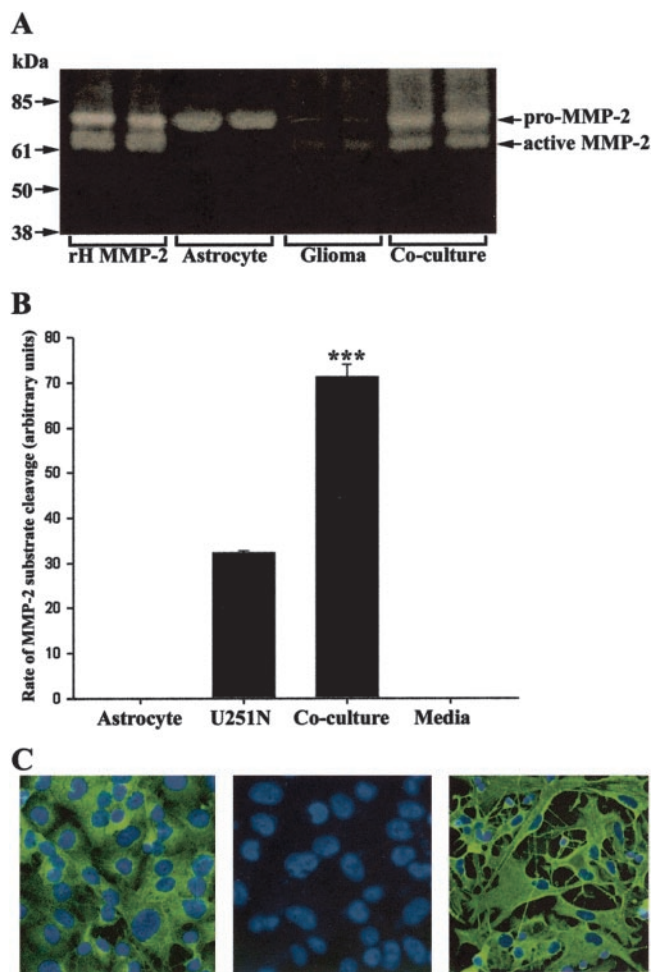 A
kDa
85
61
50
38
pro-MMP-2
active MMP-2
rH MMP-2 Astrocyte Glioma Co-culture
B
Rate of MMP-2 substrate cleavage (arbitrary units)
80
70
60
50
40
30
20
10
0
***
Astrocyte U251N Co-culture Media
C